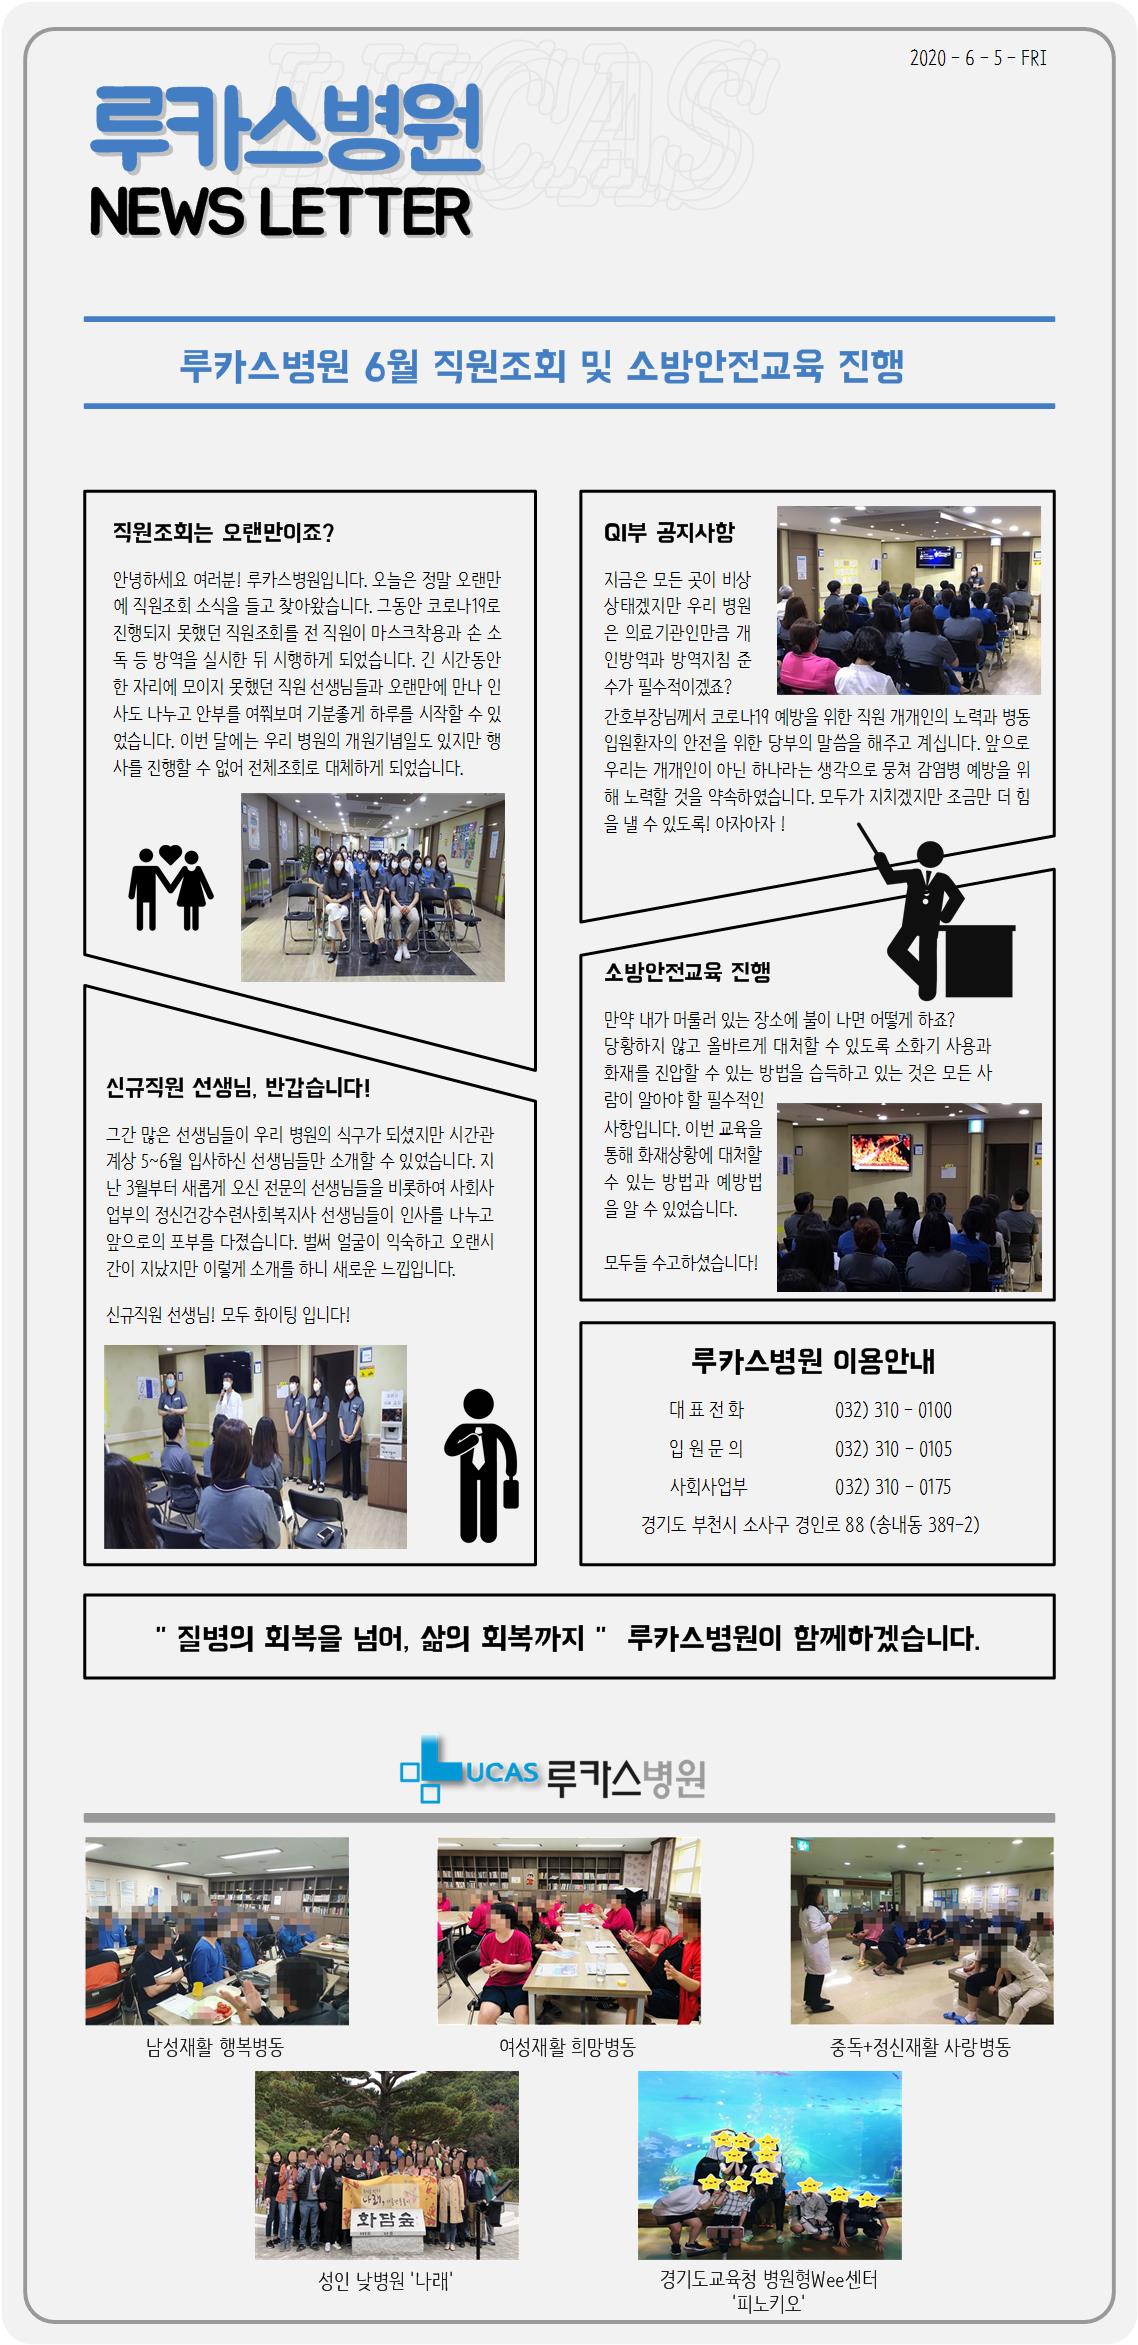 2020 - 6 - 5 - FRI
LUCAS
루카스병원
NEWS LETTER
루카스병원 6월 직원조회 및 소방안전교육 진행
직원조회는 오랜만이죠?
안녕하세요 여러분! 루카스병원입니다. 오늘은 정말 오랜만
에 직원조회 소식을 들고 찾아왔습니다. 그동안 코로나19로
진행되지 못했던 직원조회를 전 직원이 마스크착용과 손 소
독 등 방역을 실시한 뒤 시행하게 되었습니다. 긴 시간동안
한 자리에 모이지 못했던 직원 선생님들과 오랜만에 만나 인
사도 나누고 안부를 여쭤보며 기분좋게 하루를 시작할 수 있
었습니다. 이번 달에는 우리 병원의 개원기념일도 있지만 행
사를 진행할 수 없어 전체조회로 대체하게 되었습니다.
신규직원 선생님, 반갑습니다!
그간 많은 선생님들이 우리 병원의 식구가 되셨지만 시간관
계상 5~6월 입사하신 선생님들만 소개할 수 있었습니다. 지
난 3월부터 새롭게 오신 전문의 선생님들을 비롯하여 사회사
업부의 정신건강수련사회복지사 선생님들이 인사를 나누고
앞으로의 포부를 다졌습니다. 벌써 얼굴이 익숙하고 오랜시
간이 지났지만 이렇게 소개를 하니 새로운 느낌입니다.
신규직원 선생님! 모두 화이팅 입니다!
QI부 공지사항
지금은 모든 곳이 비상
상태겠지만 우리 병원
은 의료기관인만큼 개
인방역과 방역지침 준
수가 필수적이겠죠?
간호부장님께서 코로나19 예방을 위한 직원 개개인의 노력과 병동
입원환자의 안전을 위한 당부의 말씀을 해주고 계십니다. 앞으로
우리는 개개인이 아닌 하나라는 생각으로 뭉쳐 감염병 예방을 위
해 노력할 것을 약속하였습니다. 모두가 지치겠지만 조금만 더 힘
을 낼 수 있도록! 아자아자 !
소방안전교육 진행
만약 내가 머물러 있는 장소에 불이 나면 어떻게 하죠?
당황하지 않고 올바르게 대처할 수 있도록 소화기 사용과
화재를 진압할 수 있는 방법을 습득하고 있는 것은 모든 사
람이 알아야 할 필수적인
사항입니다. 이번 교육을
통해 화재상황에 대처할
수 있는 방법과 예방법
을 알 수 있었습니다.
모두들 수고하셨습니다!
루카스병원 이용안내
대 표 전 화 032) 310 - 0100
입 원 문 의 032) 310 - 0105
사회사업부 032) 310 - 0175
경기도 부천시 소사구 경인로 88 (송내동 389-2)
" 질병의 회복을 넘어, 삶의 회복까지 " 루카스병원이 함께하겠습니다.
LUCAS 루카스병원
남성재활 행복병동
여성재활 희망병동
중독+정신재활 사랑병동
나래,
화담숲
성인 낮병원 '나래'
경기도교육청 병원형Wee센터
'피노키오'